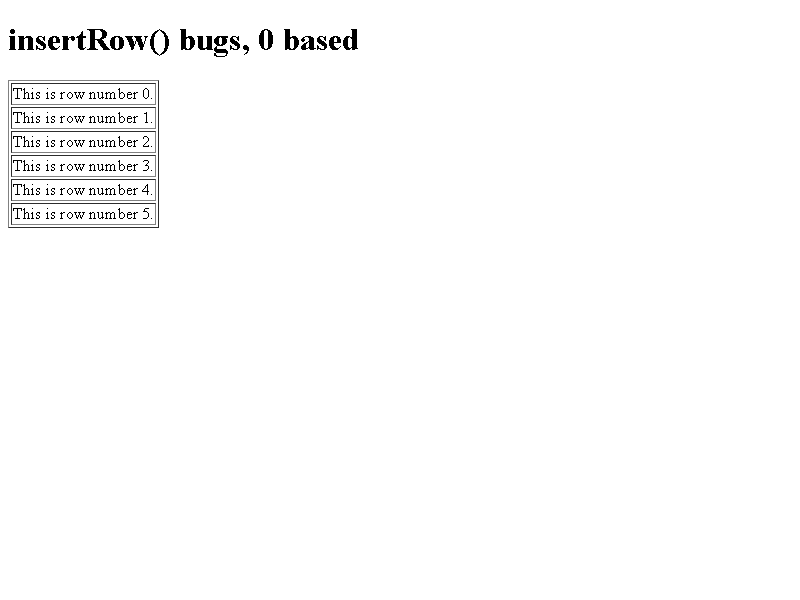 insertRow() bugs, 0 based
This is row number 0.
This is row number 1.
This is row number 2.
This is row number 3.
This is row number 4.
This is row number 5.